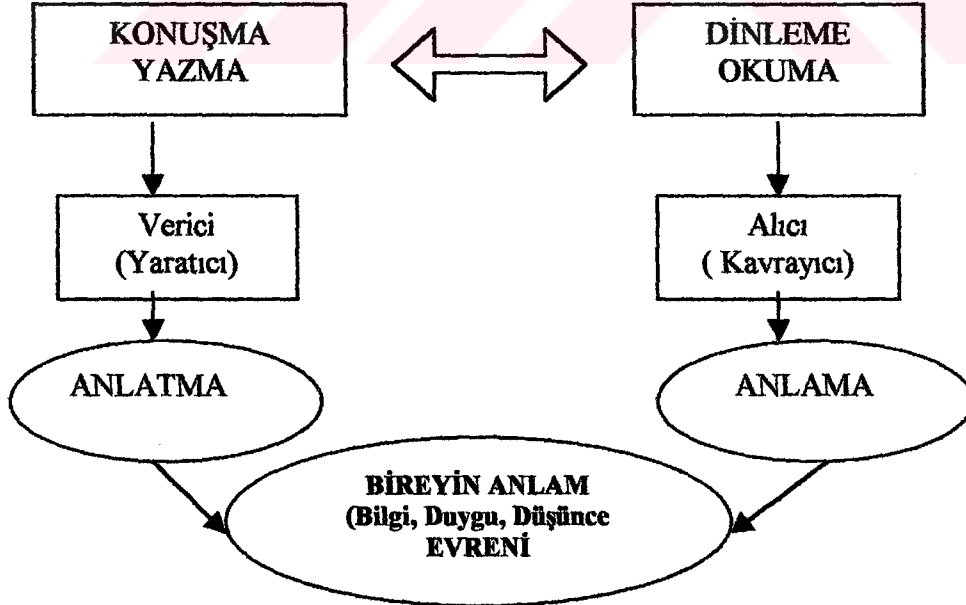 KONUŞMA
YAZMA
DİNLEME
OKUMA
Verici
(Yaratıcı)
Alıcı
( Kavrayıcı)
ANLATMA
ANLAMA
BİREYİN ANLAM
(Bilgi, Duygu, Düşünce
EVRENİ